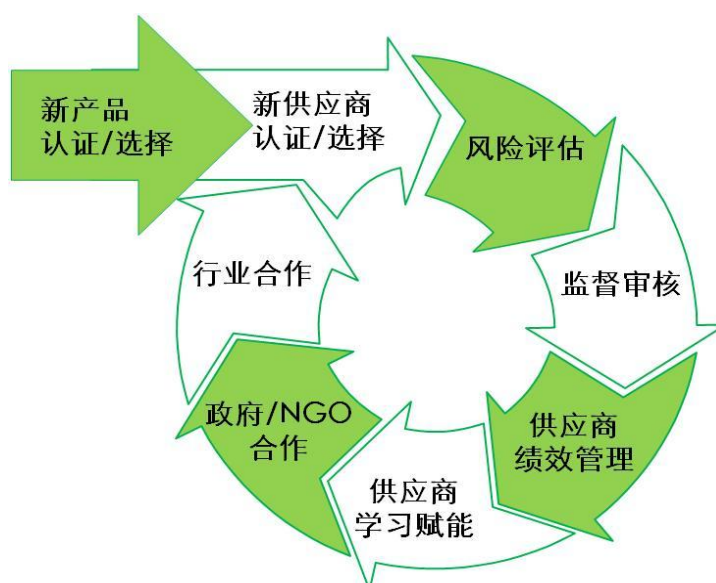 新产品
认证/选择
新供应商
认证/选择
风险评估
监督审核
供应商
绩效管理
供应商
学习赋能
政府/NGO
合作
行业合作